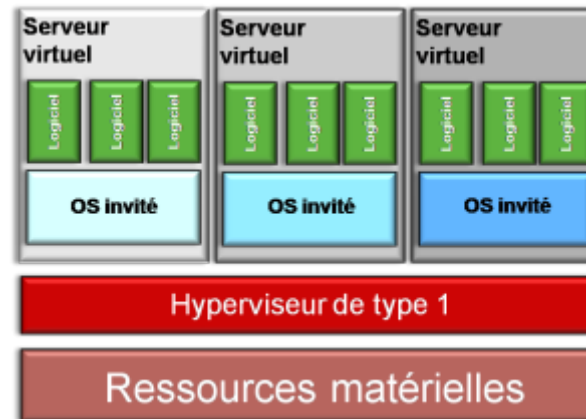 Serveur virtuel
Serveur virtuel
Serveur virtuel
Logiciel Logiciel Logiciel
Logiciel Logiciel Logiciel
Logiciel Logiciel Logiciel
OS invité
OS invité
OS invité
Hyperviseur de type 1
Ressources matérielles